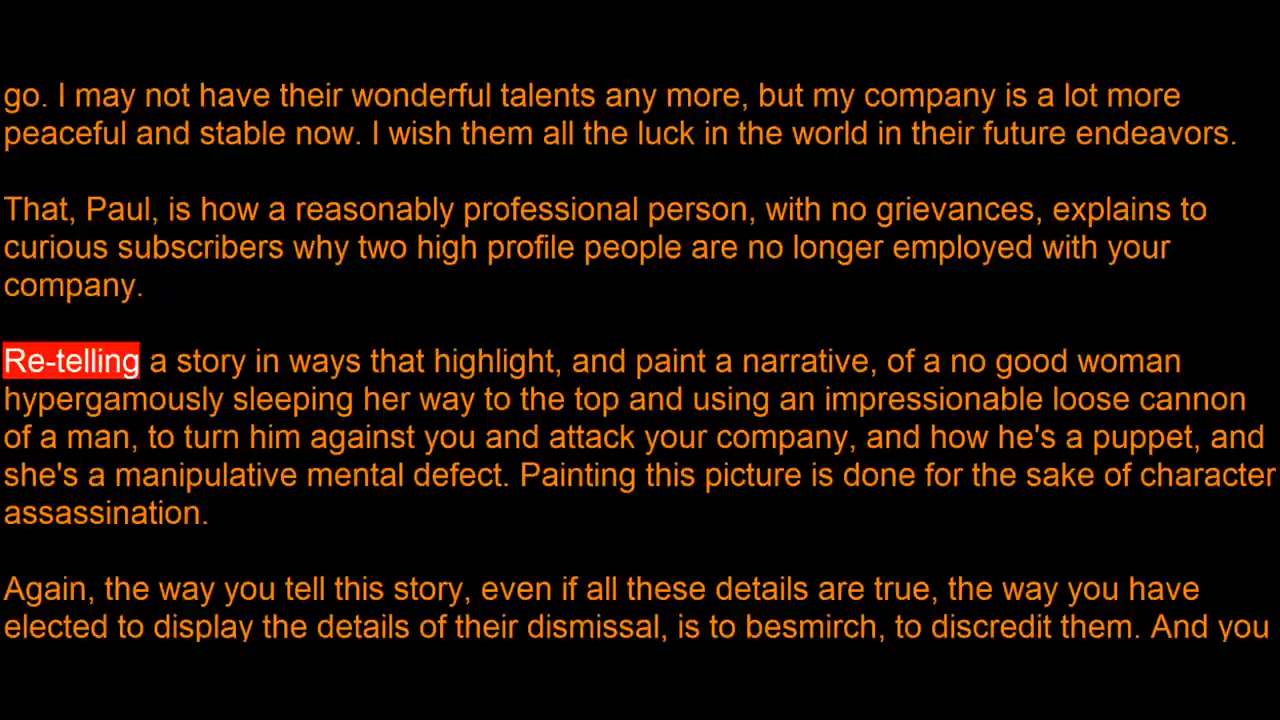 go. I may not have their wonderful talents any more, but my company is a lot more
peaceful and stable now. I wish them all the luck in the world in their future endeavors.
That, Paul, is how a reasonably professional person, with no grievances, explains to
curious subscribers why two high profile people are no longer employed with your
company.
Re-telling a story in ways that highlight, and paint a narrative, of a no good woman
hypergamously sleeping her way to the top and using an impressionable loose cannon
of a man, to turn him against you and attack your company, and how he's a puppet, and
she's a manipulative mental defect. Painting this picture is done for the sake of character
assassination.
Again, the way you tell this story, even if all these details are true, the way you have
elected to display the details of their dismissal, is to besmirch, to discredit them. And you